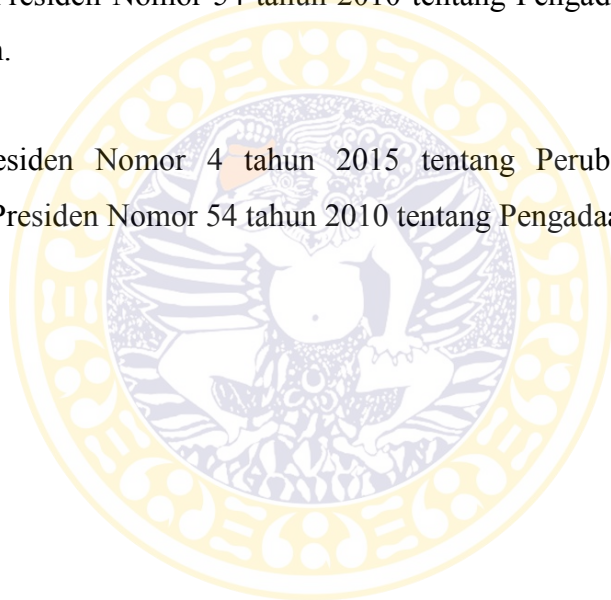 residen Nomor 54 tahun 2010 tentang Pengad
n.
esiden Nomor 4 tahun 2015 tentang Perub
Presiden Nomor 54 tahun 2010 tentang Pengadaa